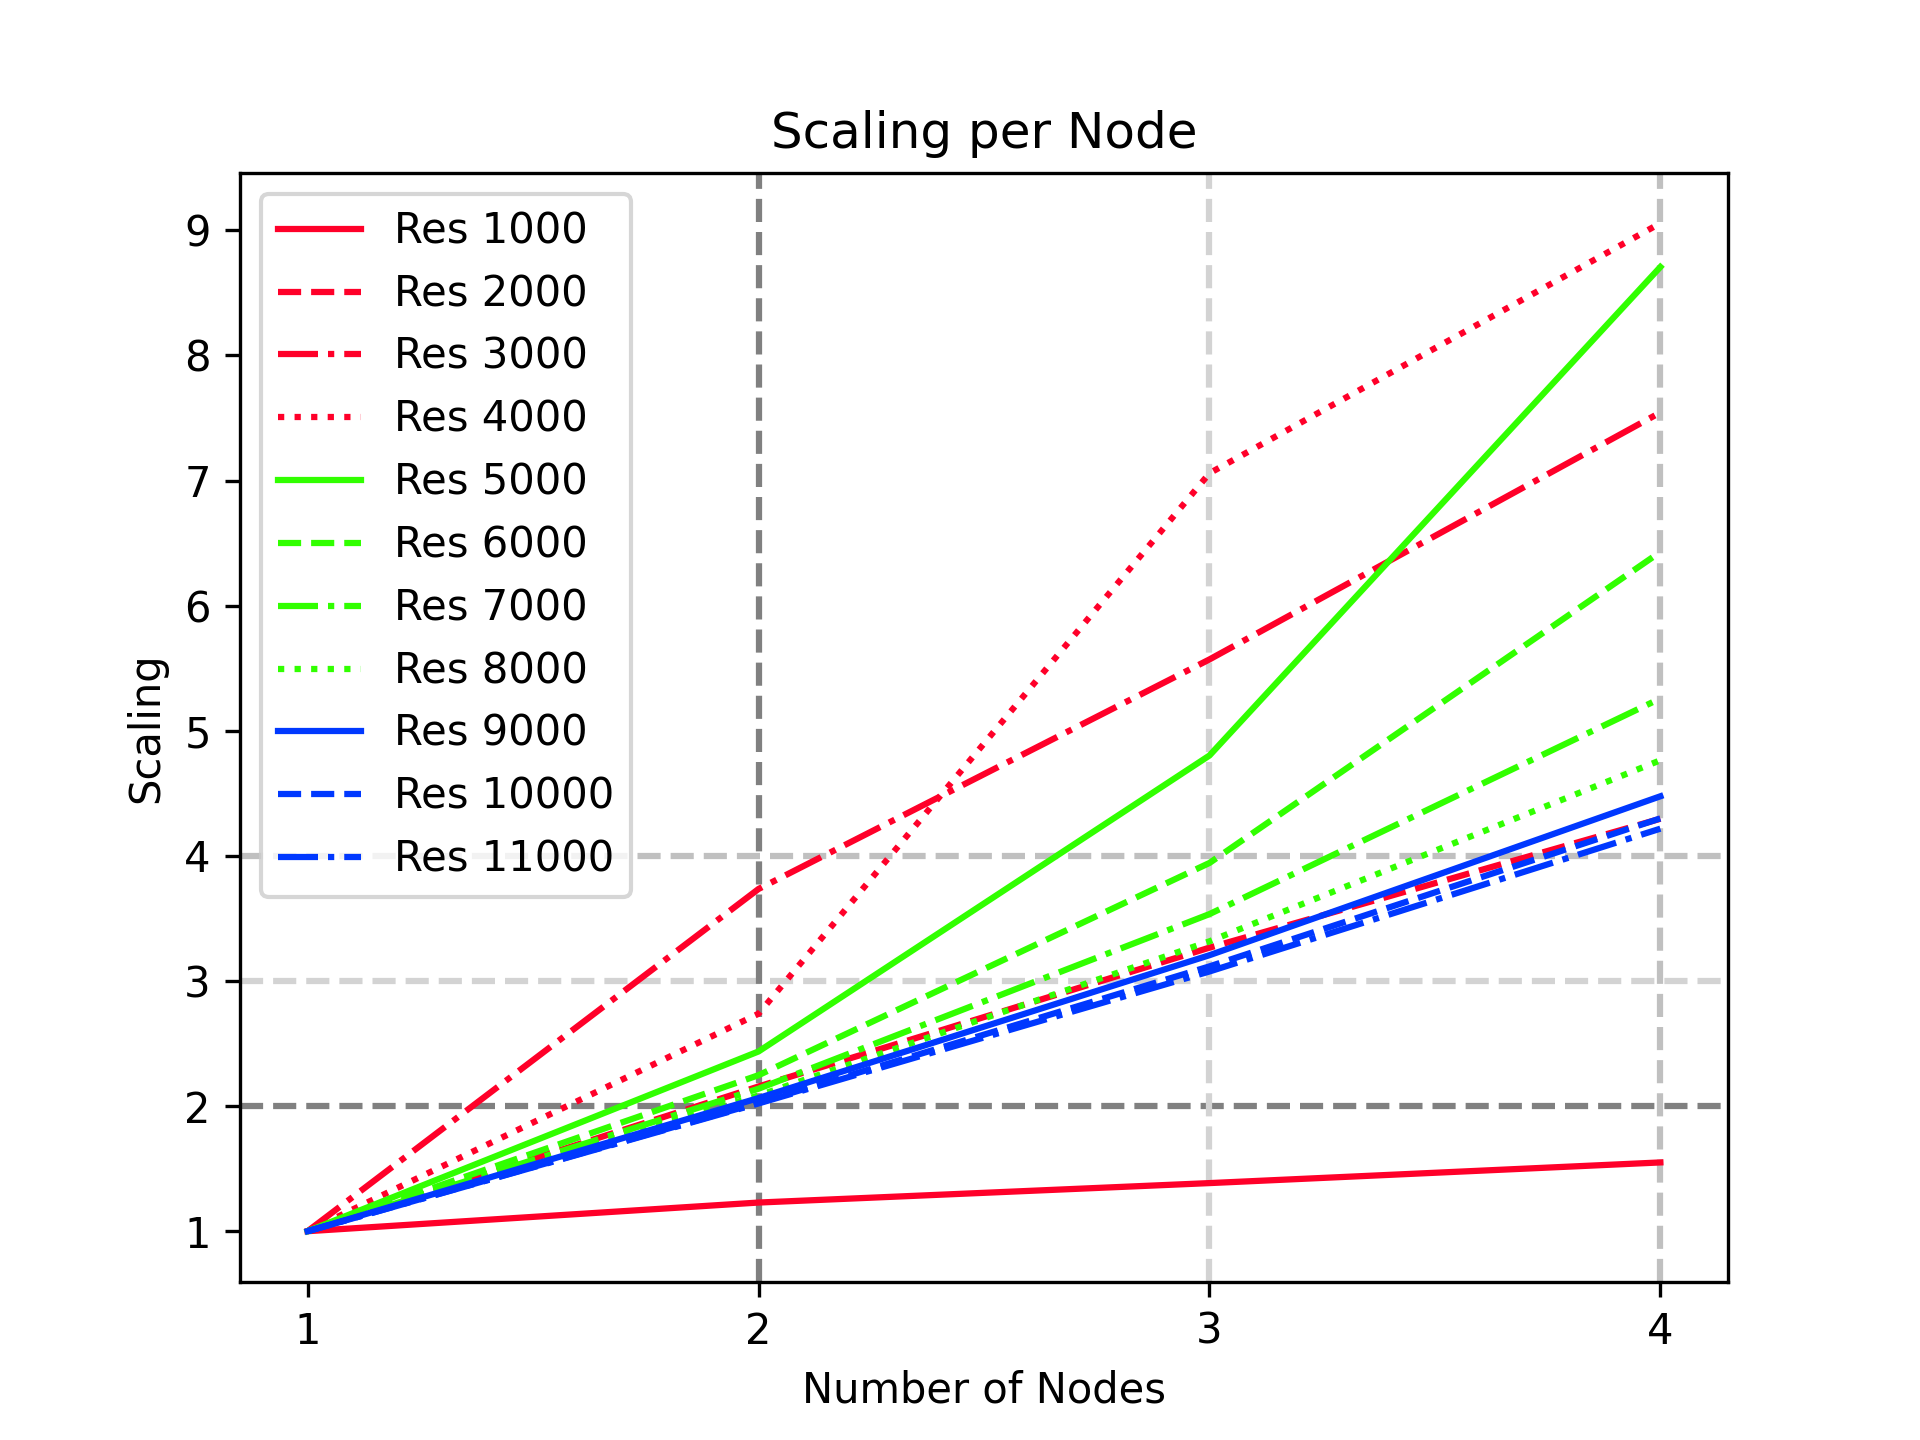 Scaling per Node
Res 1000
Res 2000
Res 3000
Res 4000
Res 5000
Res 6000
Res 7000
Res 8000
Res 9000
Res 10000
Res 11000
9
8
7
6
5
4
3
2
1
Scaling
1 2 3 4
Number of Nodes